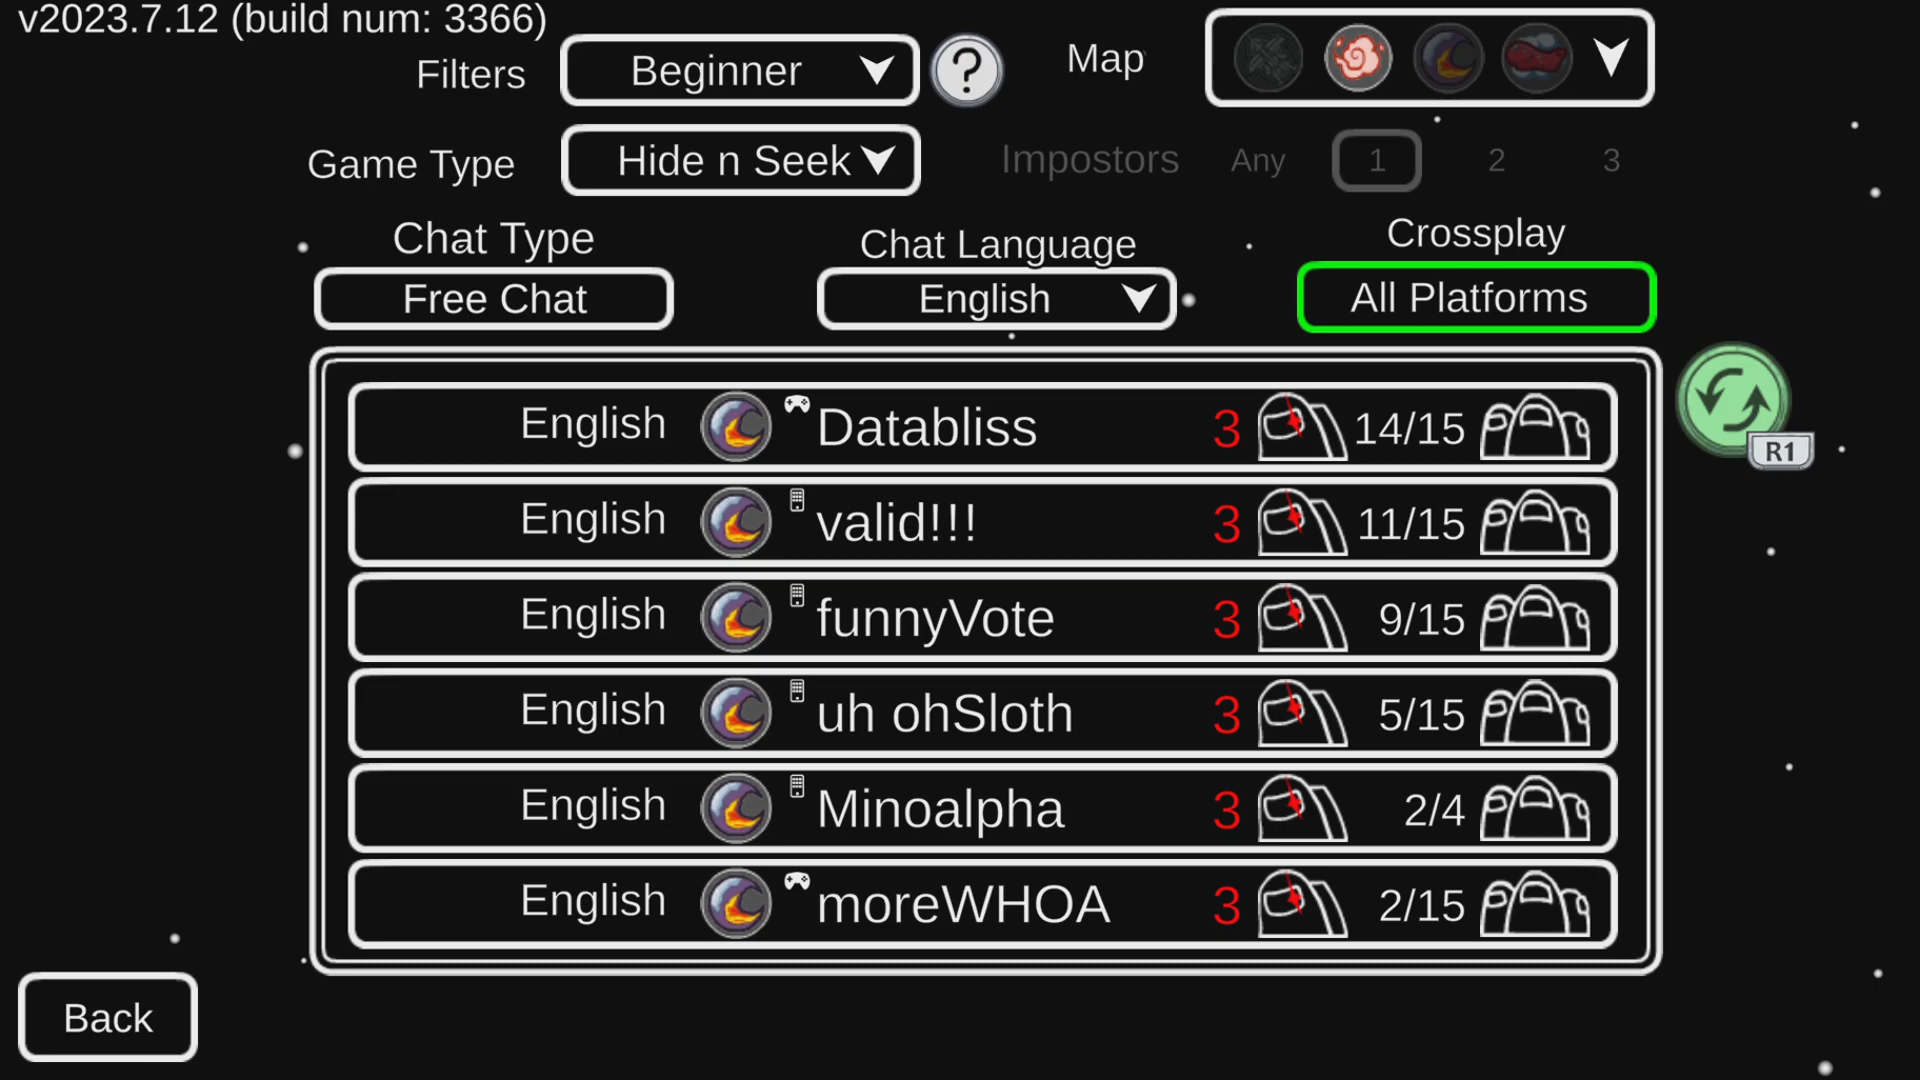 v2023.7.12 (build num: 3366)
Filters Beginner ? Map
Game Type Hide n Seek Impostors Any 1 2 3
Chat Type Chat Language Crossplay
Free Chat English All Platforms
English Databliss 3 14/15
R1
English valid!!! 3 11/15
English funnyVote 3 9/15
English uh ohSloth 3 5/15
English Minoalpha 3 2/4
English moreWHOA 3 2/15
Back